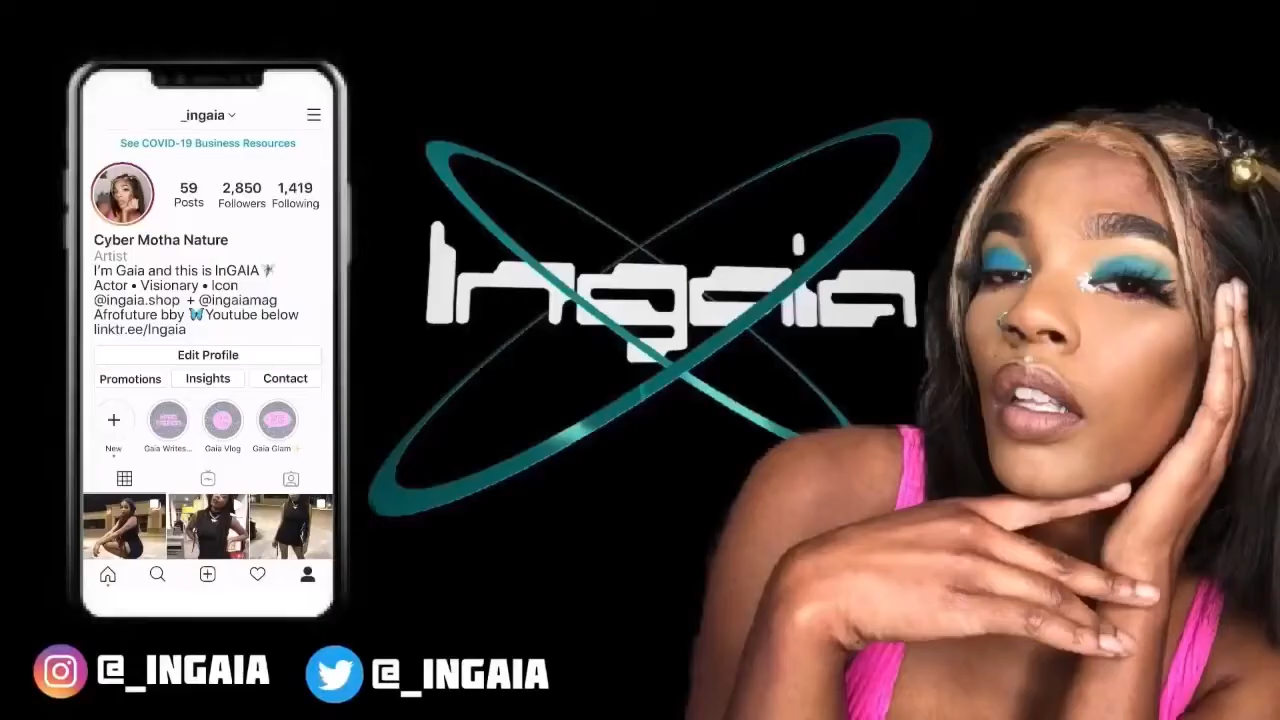 _ingaia
See COVID-19 Business Resources
59 2,850 1,419
Posts Followers Following
Cyber Motha Nature
Artist
I'm Gaia and this is InGAIA 🧚
Actor • Visionary • Icon
@ingaia.shop + @ingaiamag
Afrofuture bby 🦋Youtube below
linktr.ee/Ingaia
Edit Profile
Promotions Insights Contact
New Gaia Writes... Gaia Vlog Gaia Glam ✨
Ingaia
@_INGAIA @_INGAIA